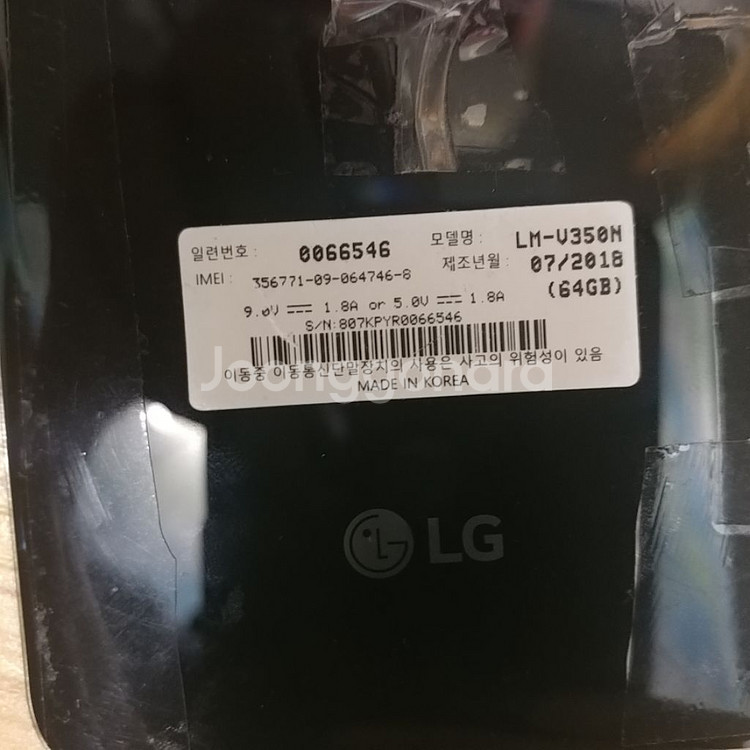 일련번호 : 0066546 모델명 : LM-V350N
IMEI : 356771-09-064746-8 제조년월 : 07/2018
9.0V ⎓ 1.8A or 5.0V ⎓ 1.8A (64GB)
S/N:807KPYR0066546
이동중 이동통신단말장치의 사용은 사고의 위험성이 있음
Joonggonara
MADE IN KOREA
LG